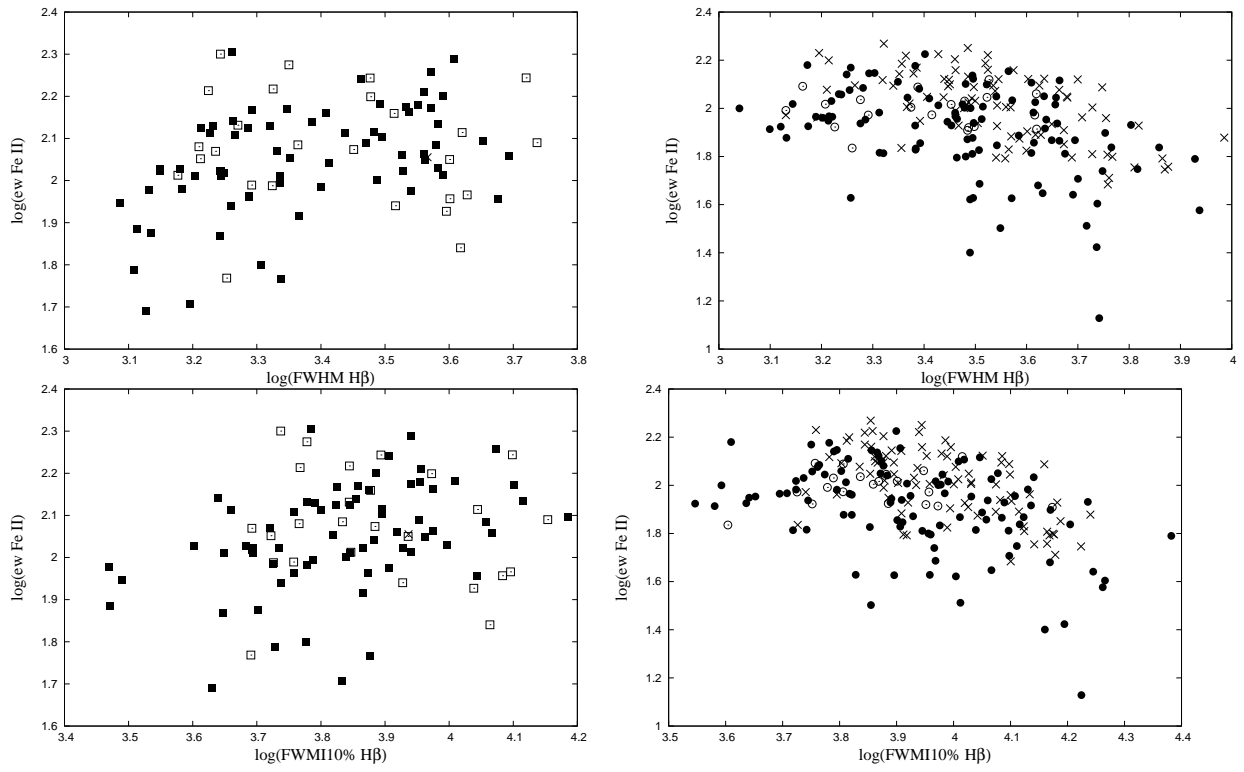 2.4
2.3
2.2
2.1
2
1.9
1.8
1.7
1.6
log(ew Fe II)
3 3.1 3.2 3.3 3.4 3.5 3.6 3.7 3.8
log(FWHM Hβ)
2.4
2.2
2
1.8
1.6
1.4
1.2
1
log(ew Fe II)
3 3.1 3.2 3.3 3.4 3.5 3.6 3.7 3.8 3.9 4
log(FWHM Hβ)
2.4
2.3
2.2
2.1
2
1.9
1.8
1.7
1.6
log(ew Fe II)
3.4 3.5 3.6 3.7 3.8 3.9 4 4.1 4.2
log(FWMI10% Hβ)
2.4
2.2
2
1.8
1.6
1.4
1.2
1
log(ew Fe II)
3.5 3.6 3.7 3.8 3.9 4 4.1 4.2 4.3 4.4
log(FWMI10% Hβ)